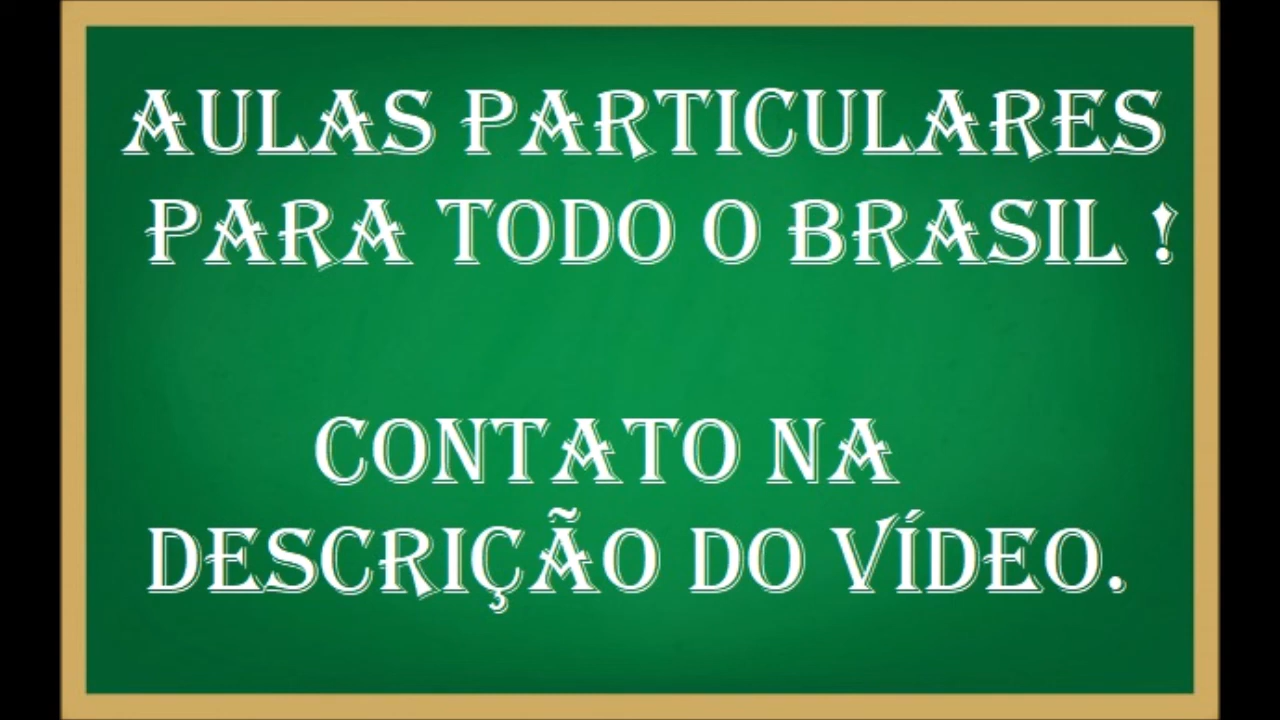 AULAS PARTICULARES
PARA TODO O BRASIL !
CONTATO NA
DESCRIÇÃO DO VÍDEO.